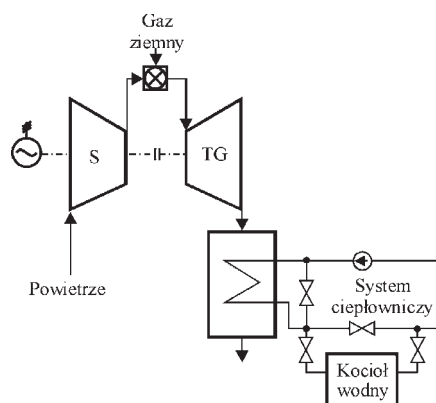 Gaz
ziemny
S
TG
Powietrze
System
ciepłowniczy
Kocioł
wodny